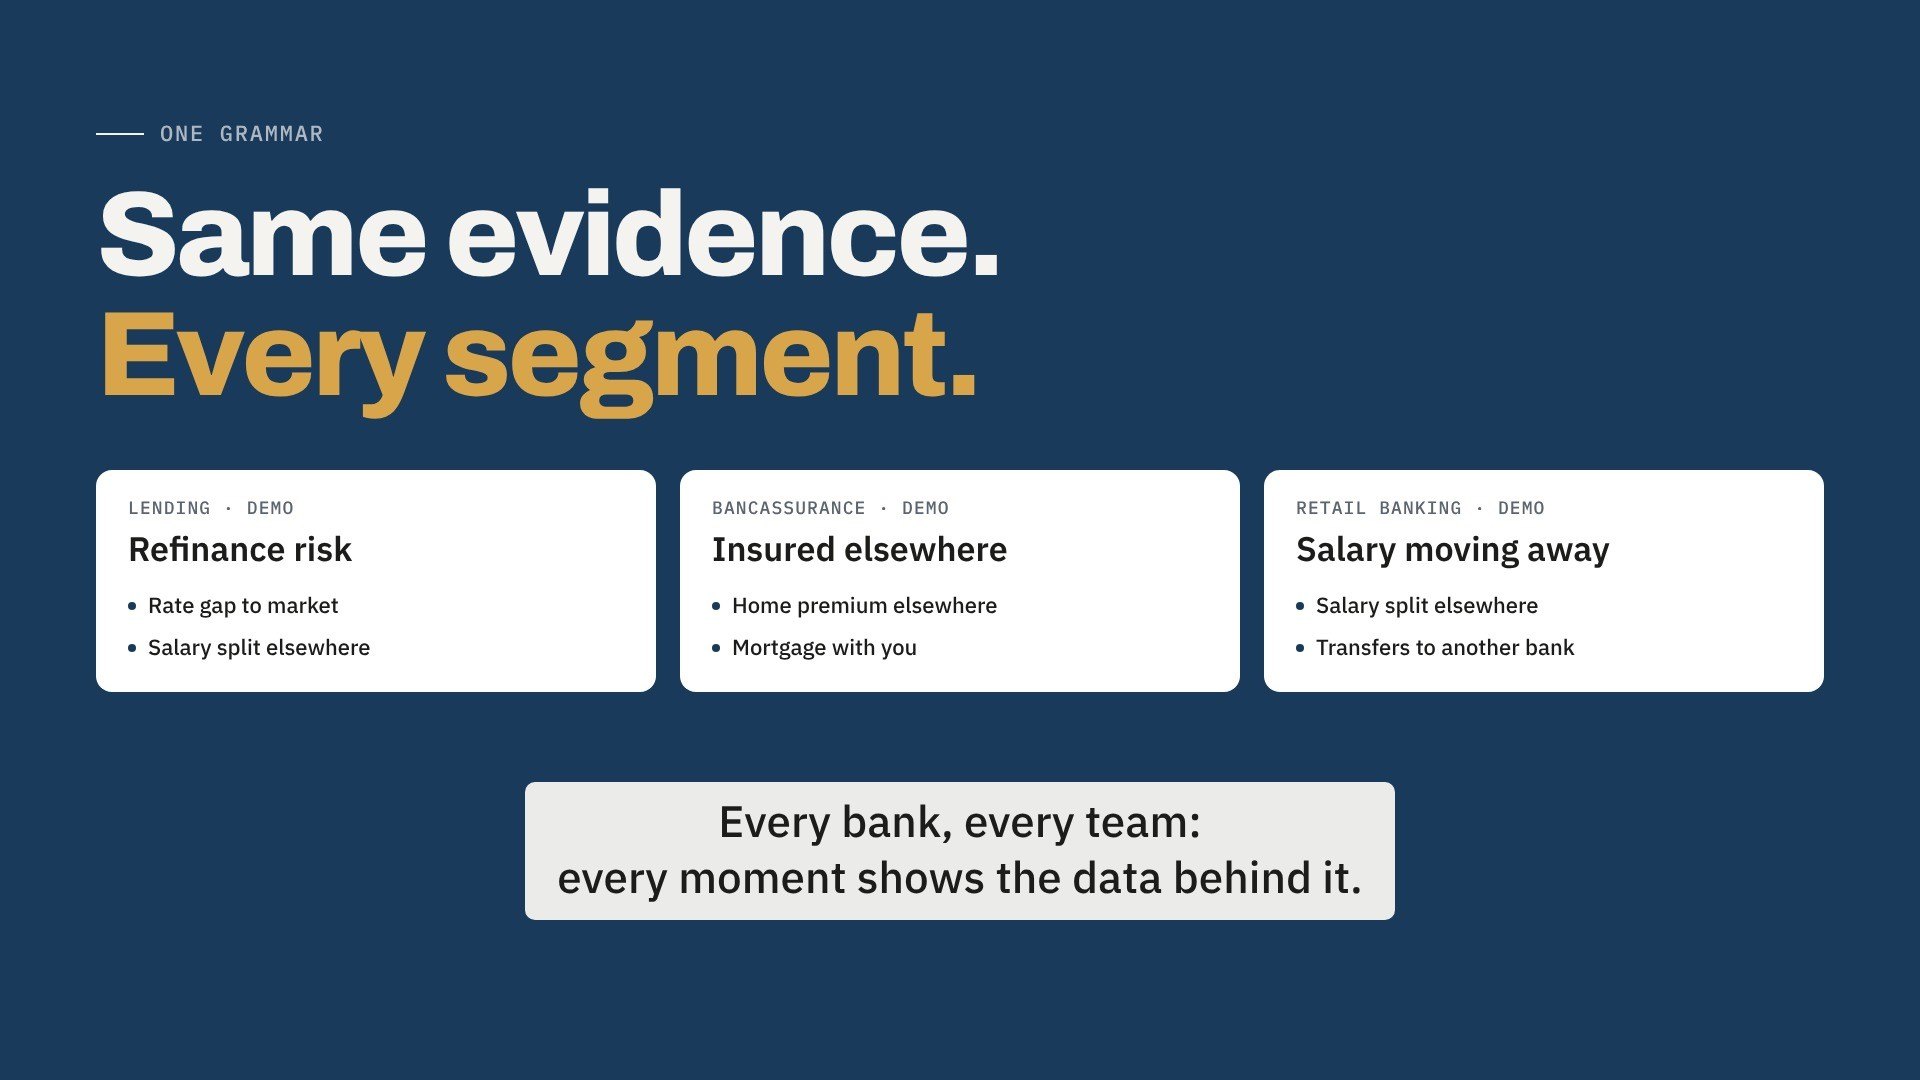 ONE GRAMMAR
Same evidence.
Every segment.
LENDING · DEMO
Refinance risk
• Rate gap to market
• Salary split elsewhere
BANCASSURANCE · DEMO
Insured elsewhere
• Home premium elsewhere
• Mortgage with you
RETAIL BANKING · DEMO
Salary moving away
• Salary split elsewhere
• Transfers to another bank
Every bank, every team:
every moment shows the data behind it.